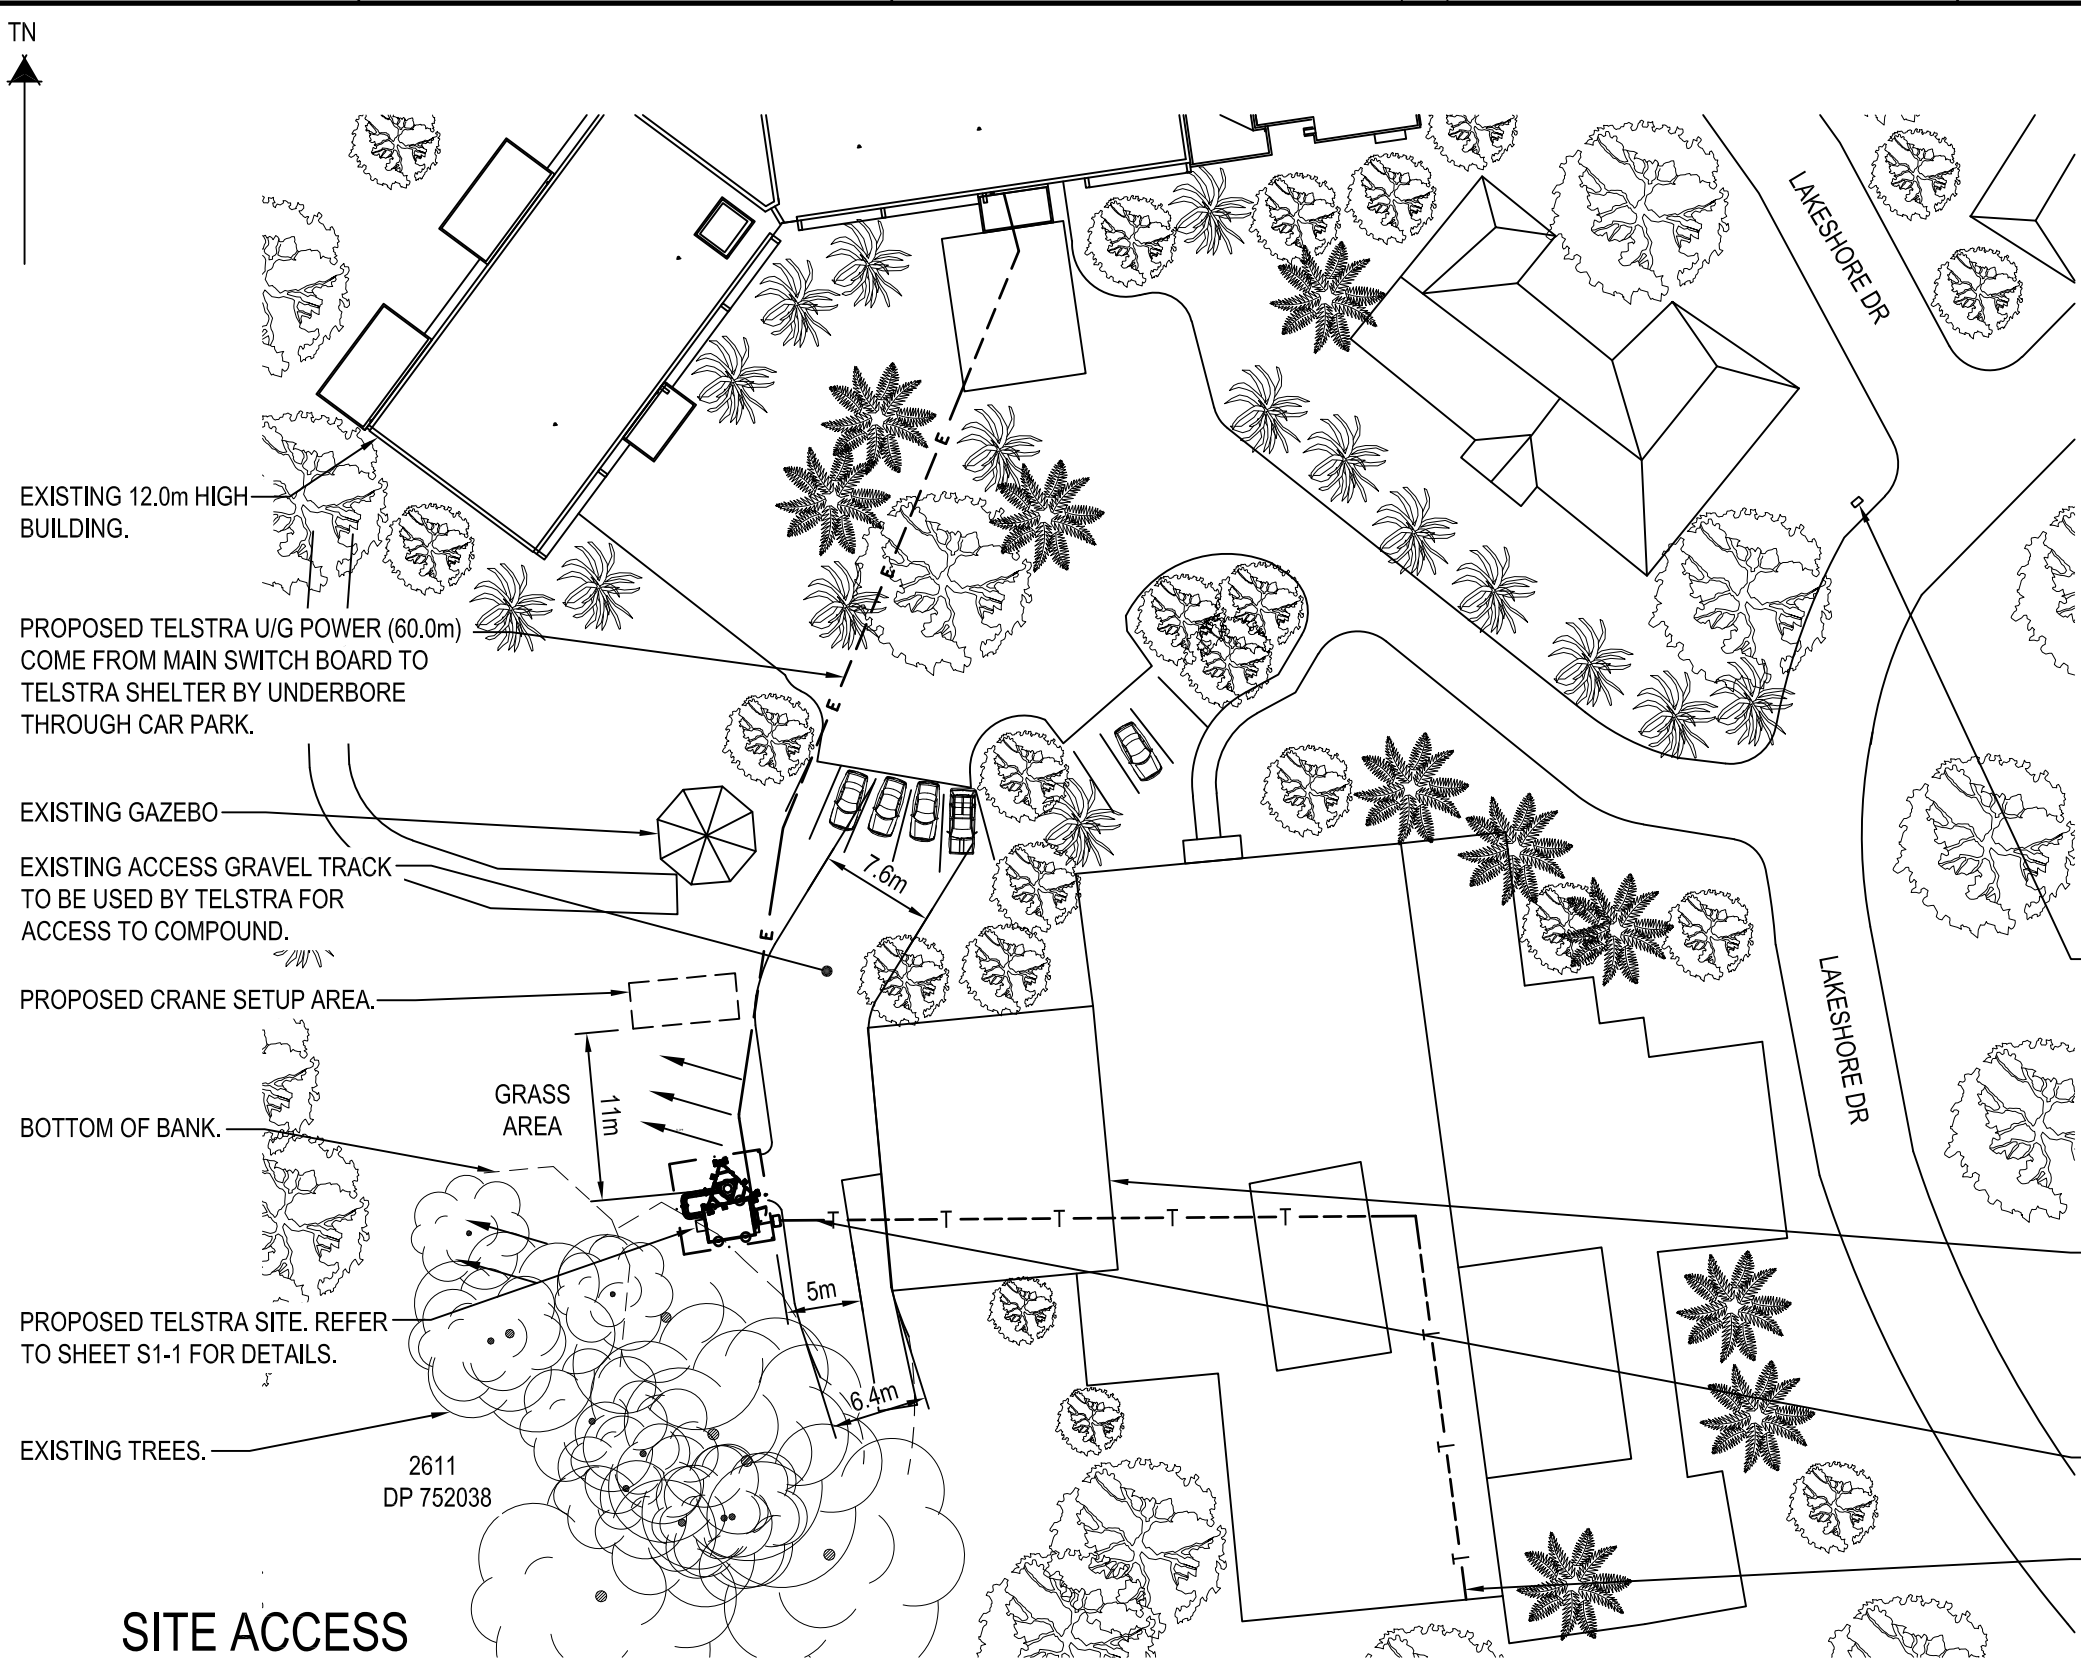 TN
LAKESHORE DR
EXISTING 12.0m HIGH
BUILDING.
E
E
PROPOSED TELSTRA U/G POWER (60.0m)
COME FROM MAIN SWITCH BOARD TO
TELSTRA SHELTER BY UNDERBORE
THROUGH CAR PARK.
E
EXISTING GAZEBO
EXISTING ACCESS GRAVEL TRACK
TO BE USED BY TELSTRA FOR
ACCESS TO COMPOUND.
7.6m
E
PROPOSED CRANE SETUP AREA.
LAKESHORE DR
GRASS
AREA
11m
BOTTOM OF BANK.
T T T T T
5m
PROPOSED TELSTRA SITE. REFER
TO SHEET S1-1 FOR DETAILS.
T
6.4m
EXISTING TREES.
T
2611
DP 752038
T
SITE ACCESS